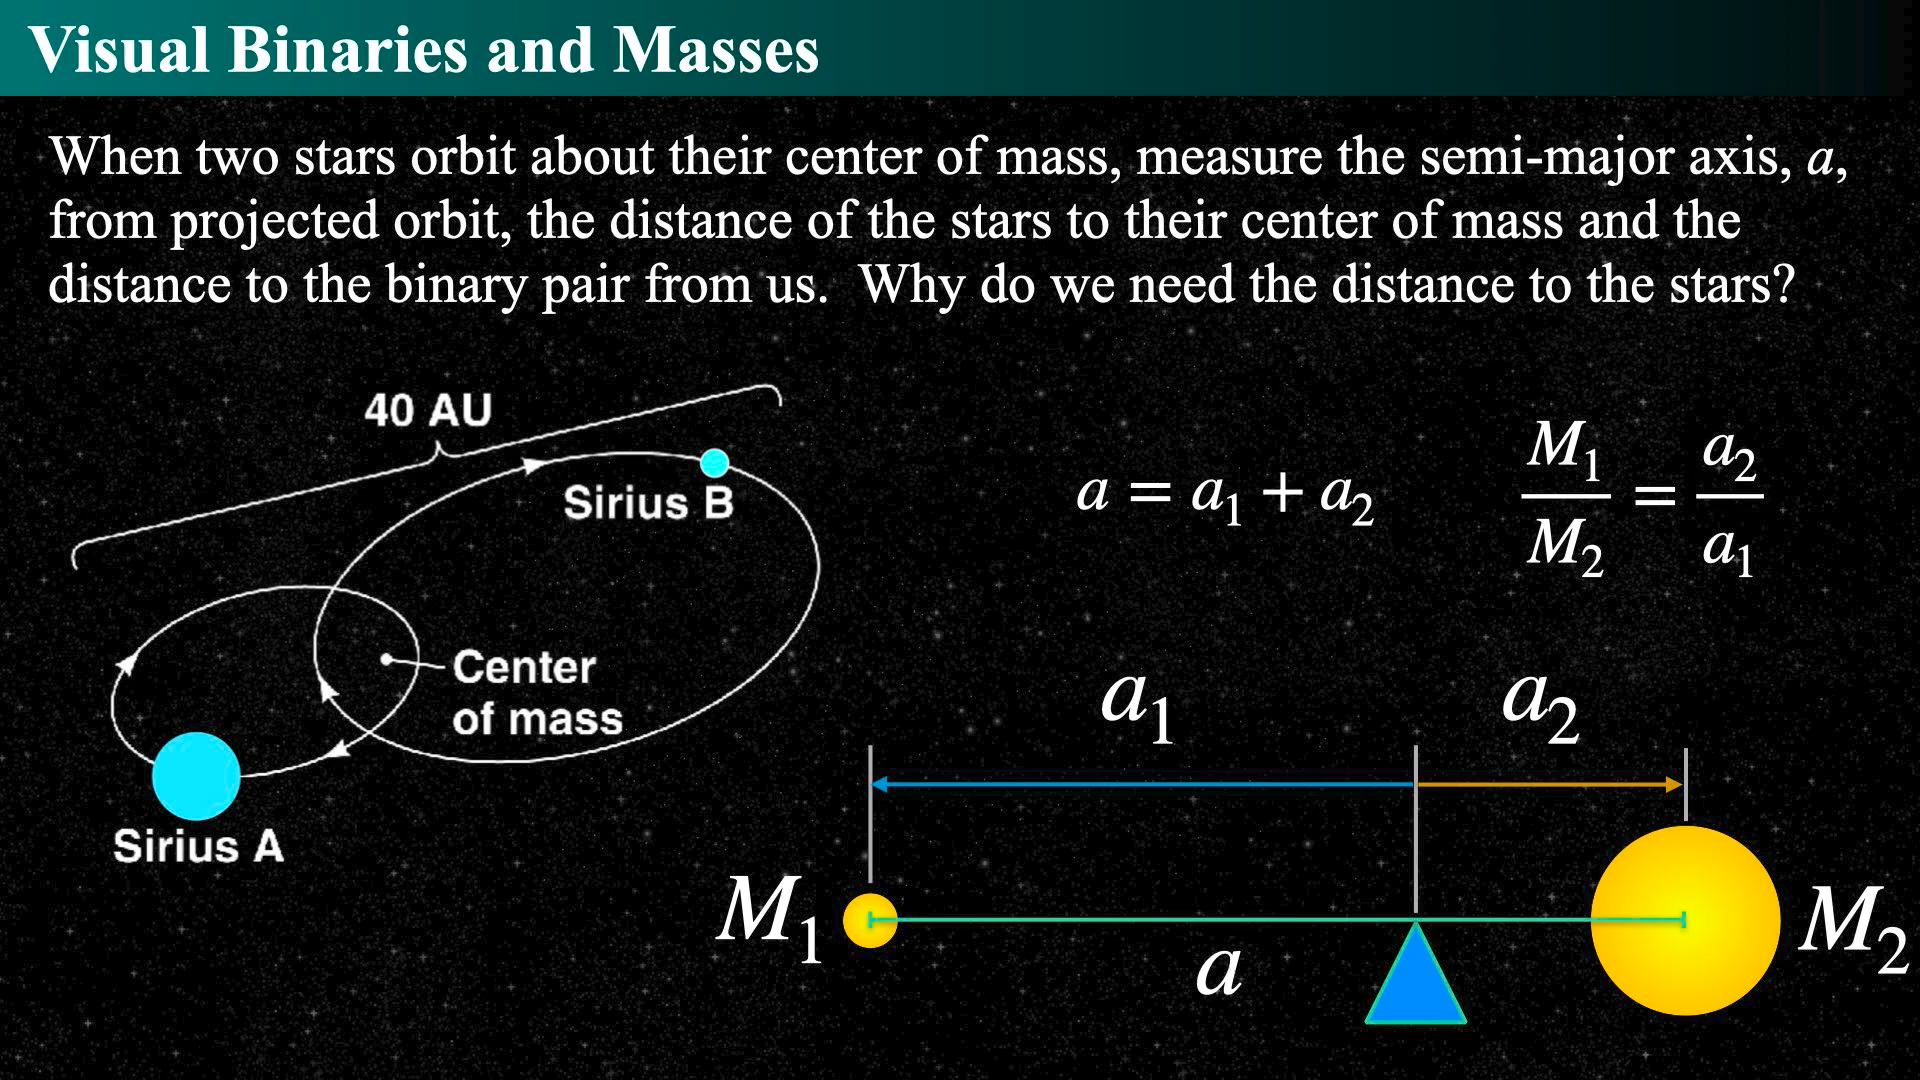 Visual Binaries and Masses
When two stars orbit about their center of mass, measure the semi-major axis, a,
from projected orbit, the distance of the stars to their center of mass and the
distance to the binary pair from us. Why do we need the distance to the stars?
40 AU
Sirius B
Center
of mass
Sirius A
a = a₁ + a₂
M₁/M₂ = a₂/a₁
a₁
a₂
M₁
a
M₂